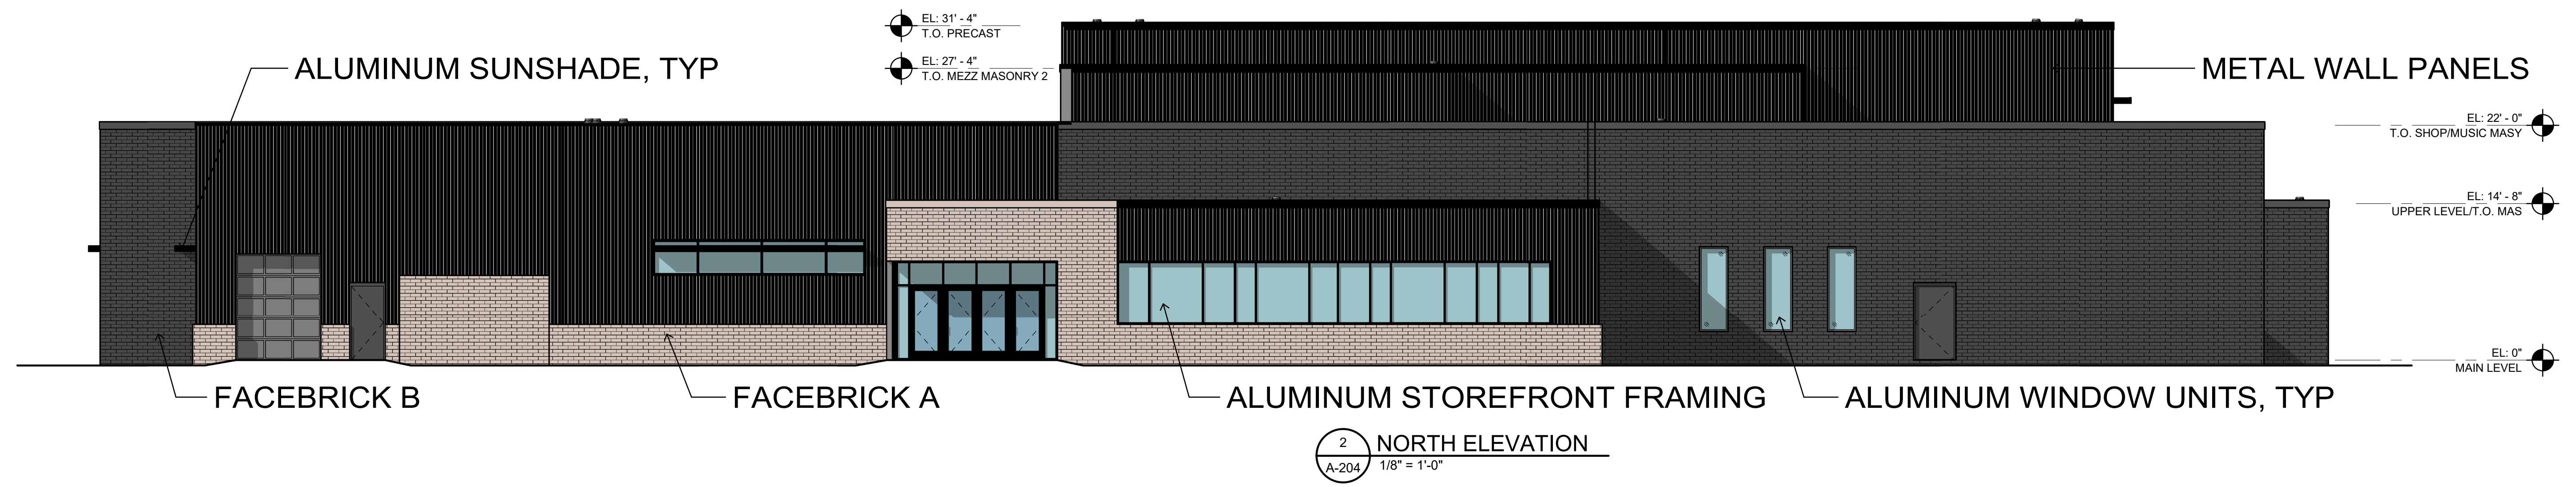 EL: 31' - 4"
T.O. PRECAST
EL: 27' - 4"
T.O. MEZZ MASONRY 2
ALUMINUM SUNSHADE, TYP
METAL WALL PANELS
EL: 22' - 0"
T.O. SHOP/MUSIC MASY
EL: 14' - 8"
UPPER LEVEL/T.O. MAS
EL: 0"
MAIN LEVEL
FACEBRICK B
FACEBRICK A
ALUMINUM STOREFRONT FRAMING
ALUMINUM WINDOW UNITS, TYP
2
NORTH ELEVATION
A-204
1/8" = 1'-0"